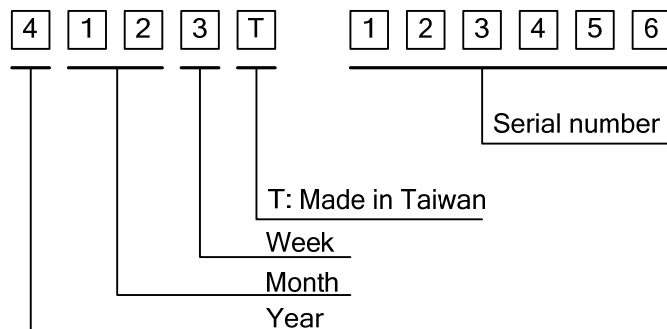 4 1 2 3 T 1 2 3 4 5 6
Serial number
T: Made in Taiwan
Week
Month
Year